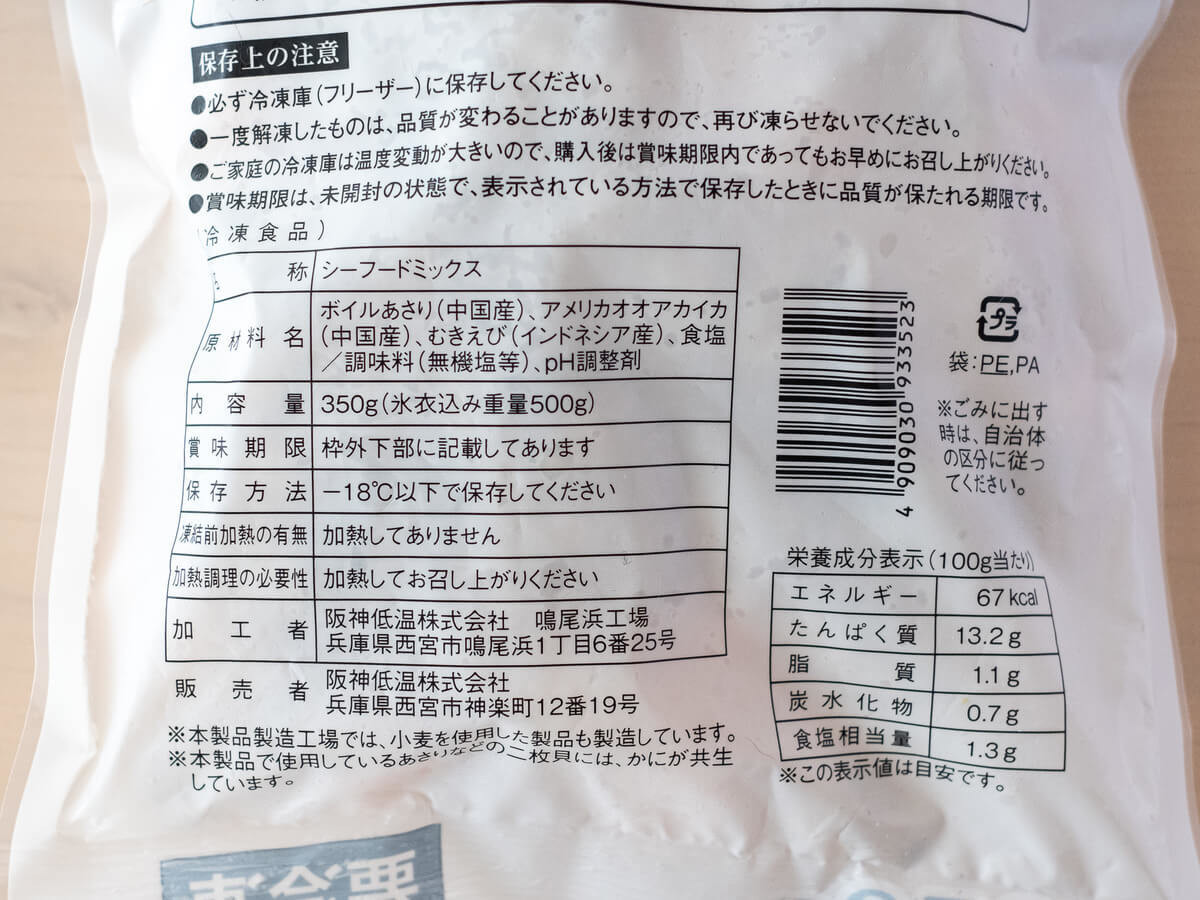 保存上の注意
●必ず冷凍庫(フリーザー)に保存してください。
●一度解凍したものは、品質が変わることがありますので、再び凍らせないでください。
●ご家庭の冷凍庫は温度変動が大きいので、購入後は賞味期限内であってもお早めにお召し上がりください。
●賞味期限は、未開封の状態で、表示されている方法で保存したときに品質が保たれる期限です。
(冷凍食品)
称 シーフードミックス
原材料名 ボイルあさり(中国産)、アメリカオオアカイカ
(中国産)、むきえび(インドネシア産)、食塩
/調味料(無機塩等)、pH調整剤
内容量 350g(氷衣込み重量500g)
賞味期限 枠外下部に記載してあります
保存方法 -18℃以下で保存してください
凍結前加熱の有無 加熱してありません
加熱調理の必要性 加熱してお召し上がりください
加工者 阪神低温株式会社 鳴尾浜工場
兵庫県西宮市鳴尾浜1丁目6番25号
販売者 阪神低温株式会社
兵庫県西宮市神楽町12番19号
※本製品製造工場では、小麦を使用した製品も製造しています。
※本製品で使用しているあさりなどの二枚貝には、かにが共生
しています。
4 909030 933523
プラ
袋:PE,PA
※ごみに出す
時は、自治体
の区分に従っ
てください。
栄養成分表示(100g当たり)
エネルギー 67kcal
たんぱく質 13.2g
脂質 1.1g
炭水化物 0.7g
食塩相当量 1.3g
※この表示値は目安です。